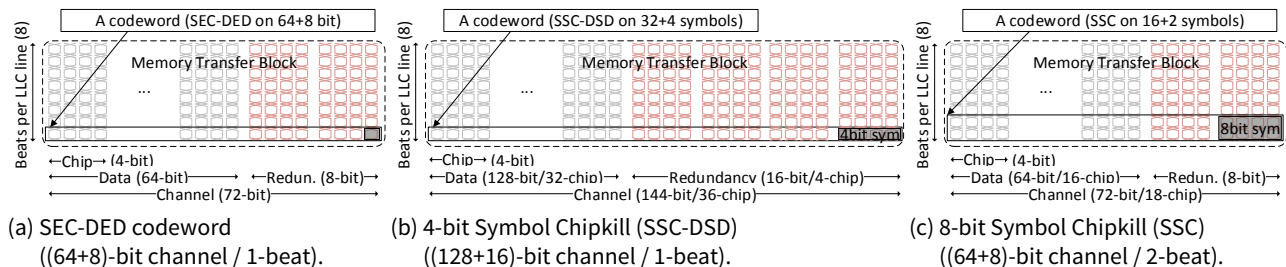 A codeword (SEC-DED on 64+8 bit)
Beats per LLC line (8)
Memory Transfer Block
...
Chip (4-bit)
Data (64-bit) Redun. (8-bit)
Channel (72-bit)
(a) SEC-DED codeword
((64+8)-bit channel / 1-beat).
A codeword (SSC-DSD on 32+4 symbols)
Beats per LLC line (8)
Memory Transfer Block
...
4bit sym
Chip (4-bit)
Data (128-bit/32-chip) Redundancy (16-bit/4-chip)
Channel (144-bit/36-chip)
(b) 4-bit Symbol Chipkill (SSC-DSD)
((128+16)-bit channel / 1-beat).
A codeword (SSC on 16+2 symbols)
Beats per LLC line (8)
Memory Transfer Block
...
8bit sym
Chip (4-bit)
Data (64-bit/16-chip) Redun. (8-bit)
Channel (72-bit/18-chip)
(c) 8-bit Symbol Chipkill (SSC)
((64+8)-bit channel / 2-beat).